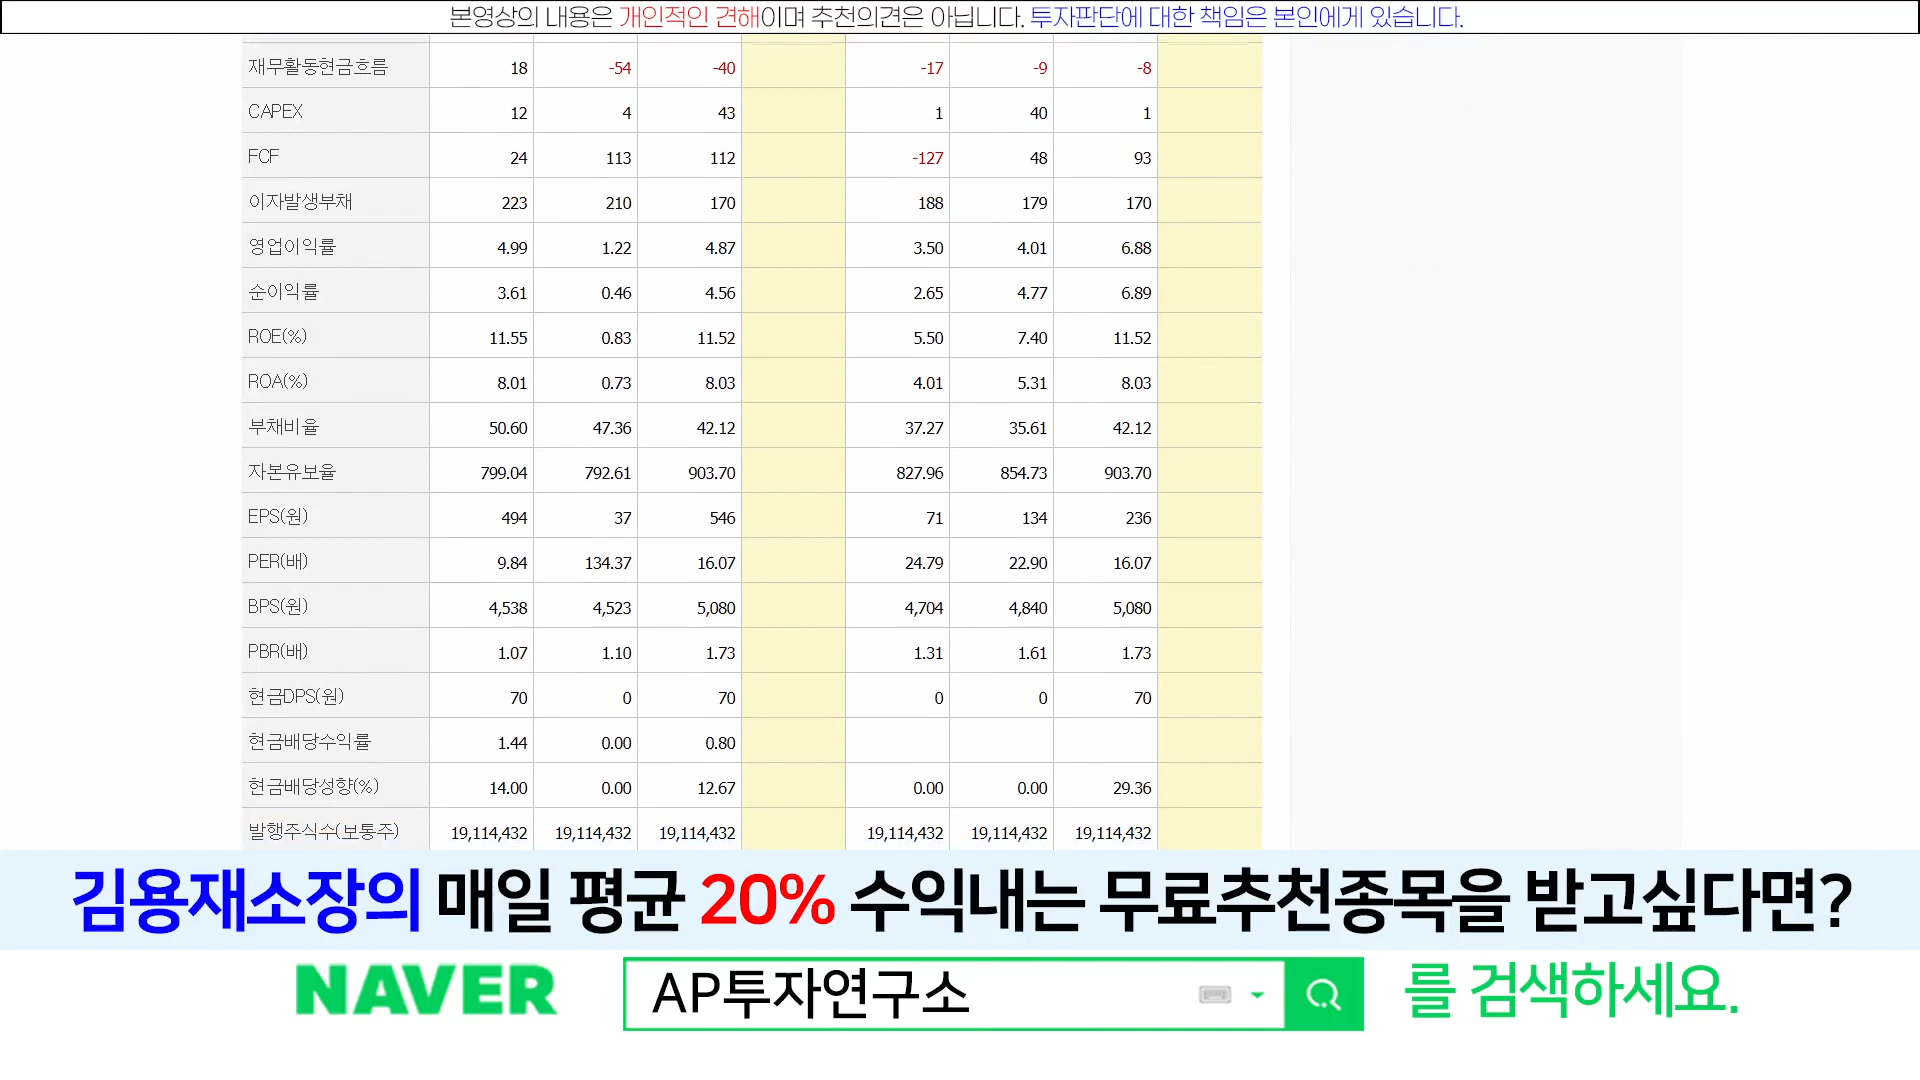 본영상의 내용은 개인적인 견해이며 추천의견은 아닙니다. 투자판단에 대한 책임은 본인에게 있습니다.
재무활동현금흐름 18 -54 -40 -17 -9 -8
CAPEX 12 4 43 1 40 1
FCF 24 113 112 -127 48 93
이자발생부채 223 210 170 188 179 170
영업이익률 4.99 1.22 4.87 3.50 4.01 6.88
순이익률 3.61 0.46 4.56 2.65 4.77 6.89
ROE(%) 11.55 0.83 11.52 5.50 7.40 11.52
ROA(%) 8.01 0.73 8.03 4.01 5.31 8.03
부채비율 50.60 47.36 42.12 37.27 35.61 42.12
자본유보율 799.04 792.61 903.70 827.96 854.73 903.70
EPS(원) 494 37 546 71 134 236
PER(배) 9.84 134.37 16.07 24.79 22.90 16.07
BPS(원) 4,538 4,523 5,080 4,704 4,840 5,080
PBR(배) 1.07 1.10 1.73 1.31 1.61 1.73
현금DPS(원) 70 0 70 0 0 70
현금배당수익률 1.44 0.00 0.80
현금배당성향(%) 14.00 0.00 12.67 0.00 0.00 29.36
발행주식수(보통주) 19,114,432 19,114,432 19,114,432 19,114,432 19,114,432 19,114,432
김용재소장의 매일 평균 20% 수익내는 무료추천종목을 받고싶다면?
NAVER AP투자연구소 를 검색하세요.